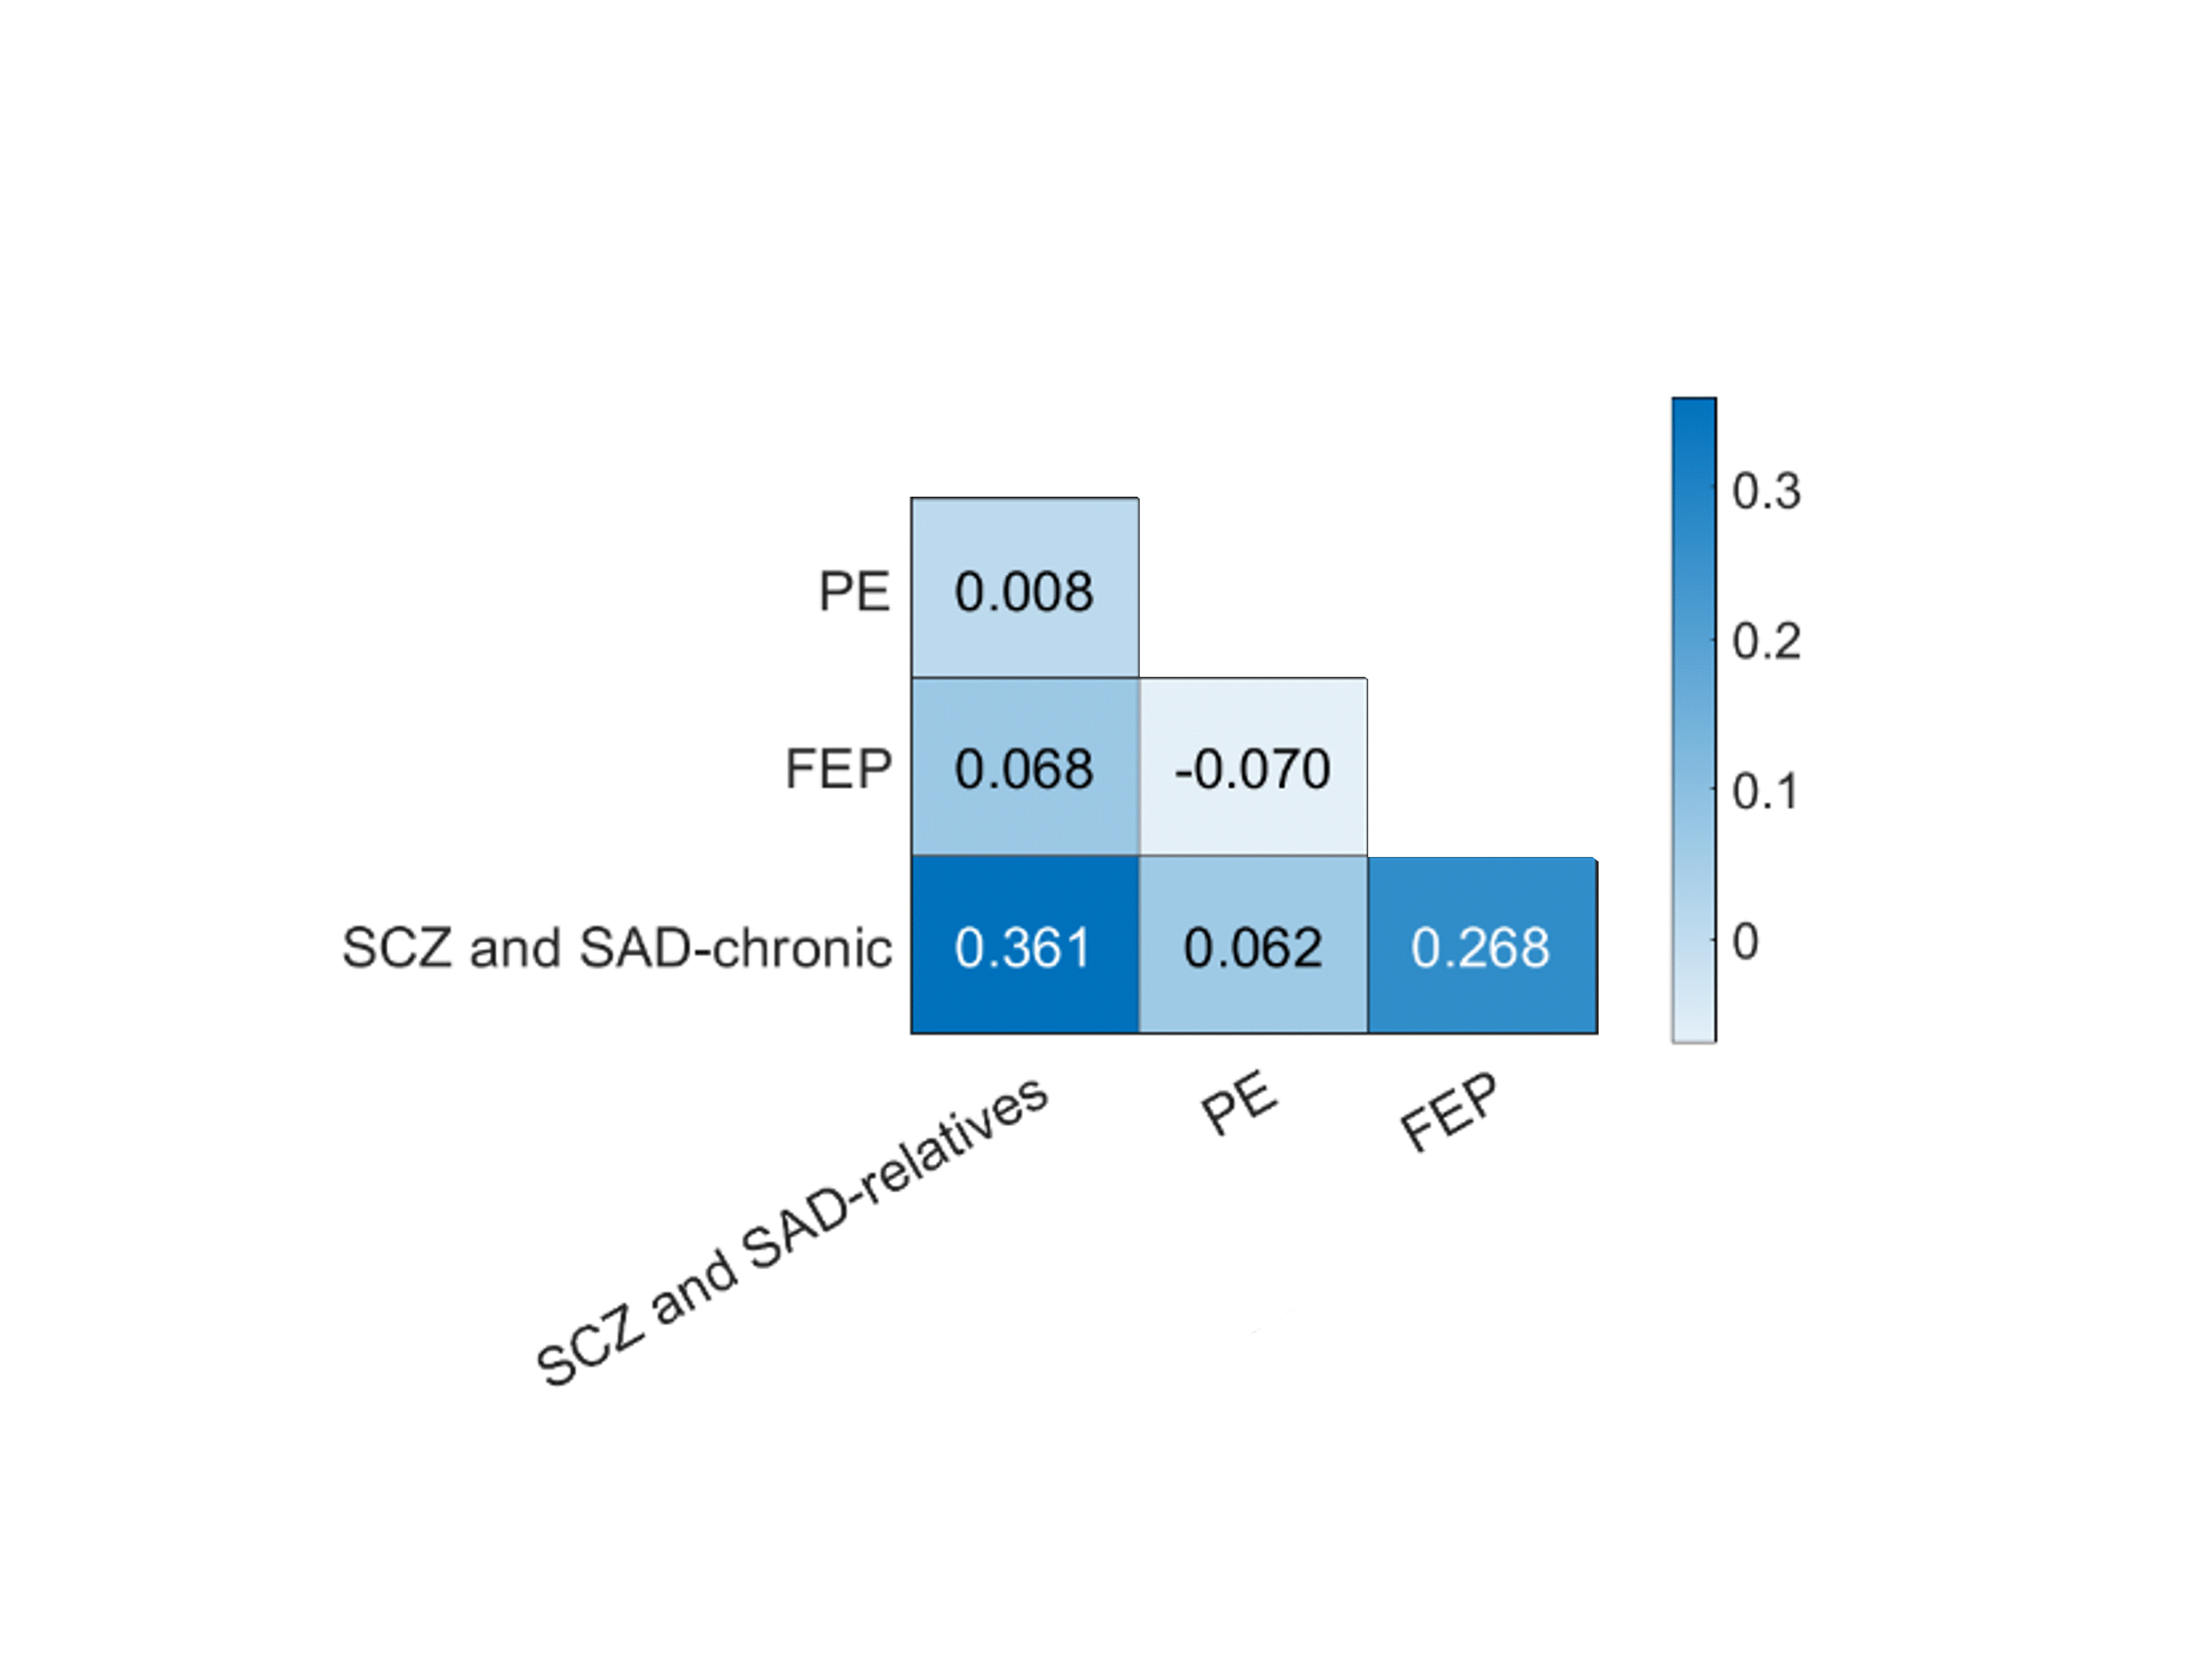 PE 0.008
FEP 0.068 -0.070
SCZ and SAD-chronic 0.361 0.062 0.268
SCZ and SAD-relatives
PE
FEP
0.3
0.2
0.1
0